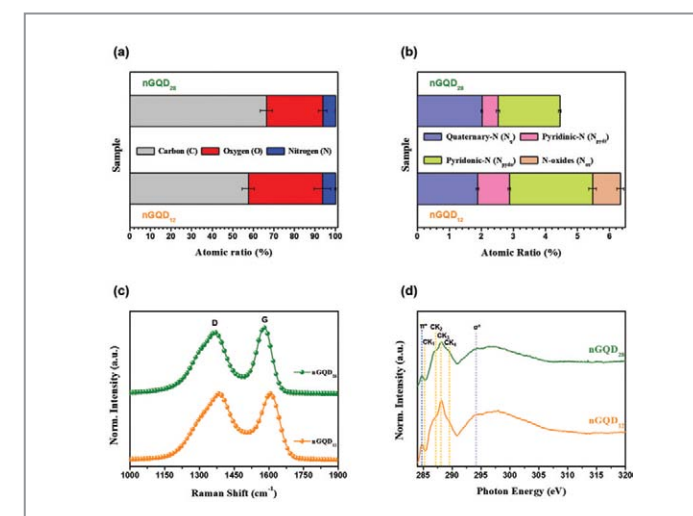 (a)
nGQD28
Sample
Carbon (C) Oxygen (O) Nitrogen (N)
nGQD12
0 10 20 30 40 50 60 70 80 90 100
Atomic ratio (%)
(b)
nGQD28
Sample
Quaternary-N (Nq) Pyridinic-N (Npydi)
Pyridonic-N (Npydo) N-oxides (Nox)
nGQD12
0 1 2 3 4 5 6
Atomic Ratio (%)
(c)
D G
Norm. Intensity (a.u.)
nGQD28
nGQD12
1000 1150 1300 1450 1600 1750 1900
Raman Shift (cm-1)
(d)
π* CK1 CK2 CK3 CK4 σ*
Norm. Intensity (a.u.)
nGQD28
nGQD12
285 290 295 300 305 310 315 320
Photon Energy (eV)